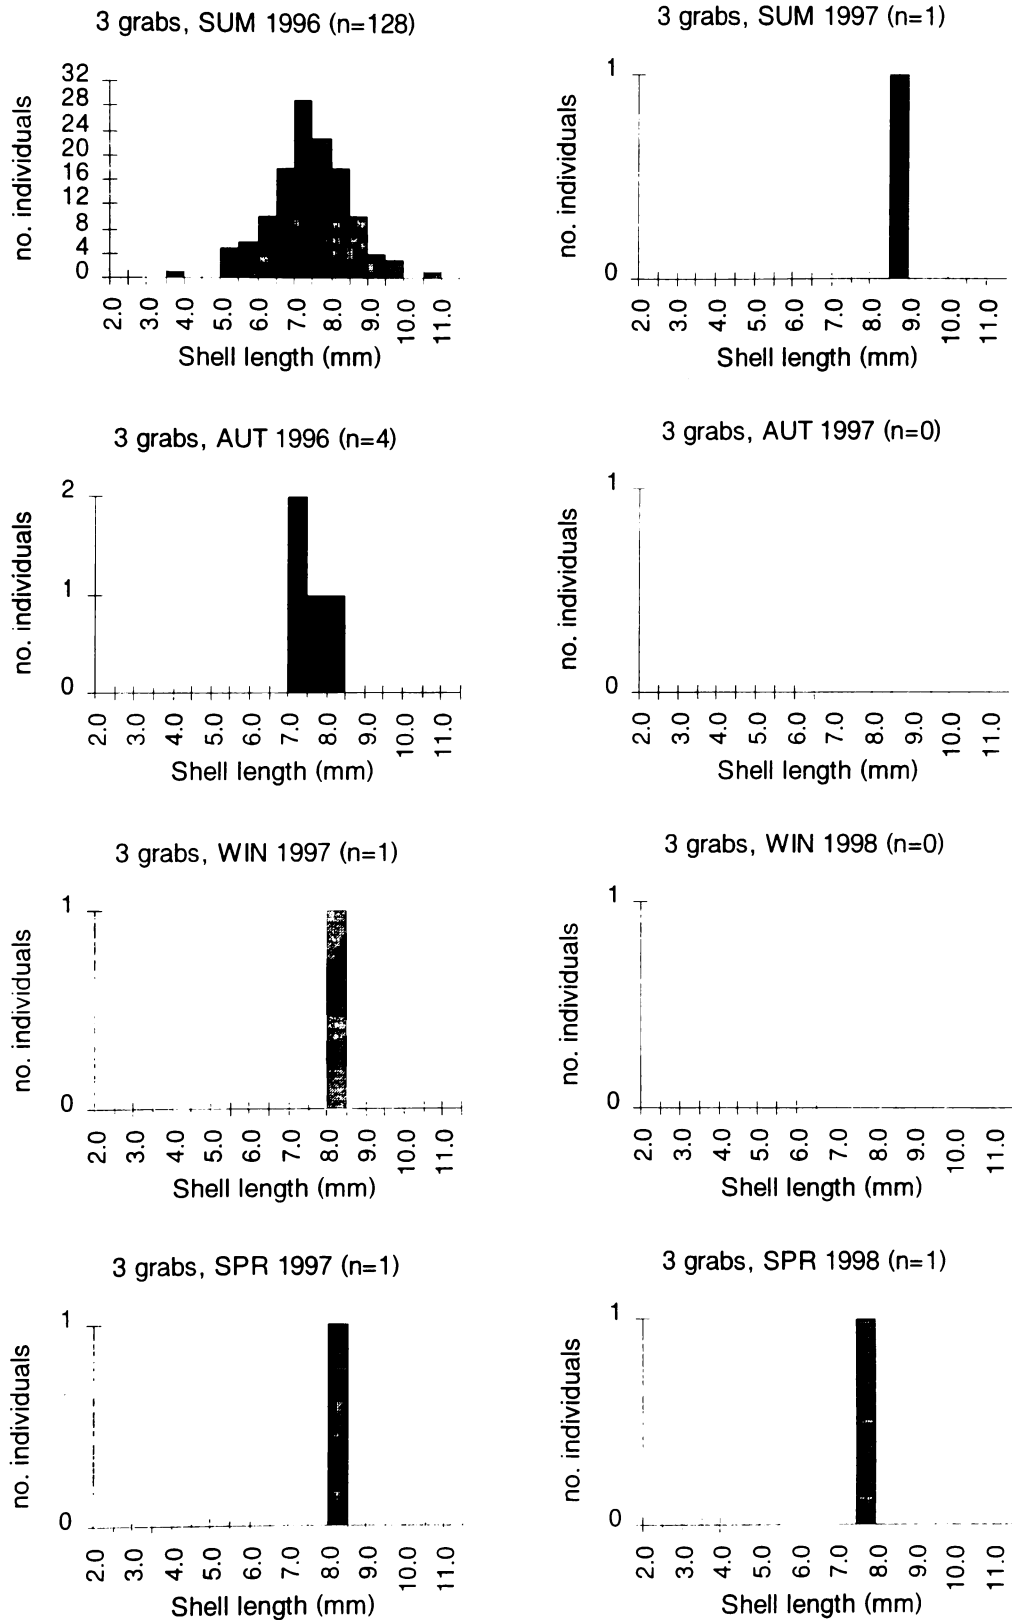 3 grabs, SUM 1996 (n=128)
32
28
24
20
16
12
8
4
0
no. individuals
2.0 3.0 4.0 5.0 6.0 7.0 8.0 9.0 10.0 11.0
Shell length (mm)
3 grabs, SUM 1997 (n=1)
1
0
no. individuals
2.0 3.0 4.0 5.0 6.0 7.0 8.0 9.0 10.0 11.0
Shell length (mm)
3 grabs, AUT 1996 (n=4)
2
1
0
no. individuals
2.0 3.0 4.0 5.0 6.0 7.0 8.0 9.0 10.0 11.0
Shell length (mm)
3 grabs, AUT 1997 (n=0)
1
0
no. individuals
2.0 3.0 4.0 5.0 6.0 7.0 8.0 9.0 10.0 11.0
Shell length (mm)
3 grabs, WIN 1997 (n=1)
1
0
no. individuals
2.0 3.0 4.0 5.0 6.0 7.0 8.0 9.0 10.0 11.0
Shell length (mm)
3 grabs, WIN 1998 (n=0)
1
0
no. individuals
2.0 3.0 4.0 5.0 6.0 7.0 8.0 9.0 10.0 11.0
Shell length (mm)
3 grabs, SPR 1997 (n=1)
1
0
no. individuals
2.0 3.0 4.0 5.0 6.0 7.0 8.0 9.0 10.0 11.0
Shell length (mm)
3 grabs, SPR 1998 (n=1)
1
0
no. individuals
2.0 3.0 4.0 5.0 6.0 7.0 8.0 9.0 10.0 11.0
Shell length (mm)